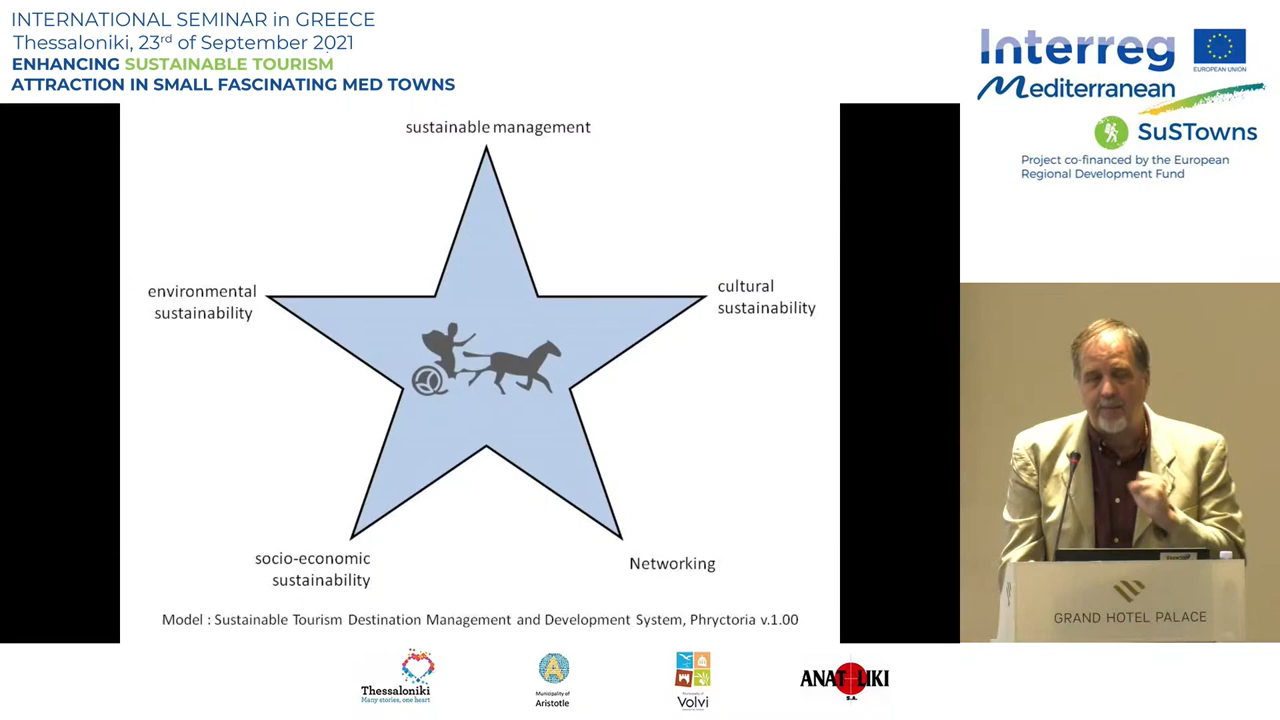 INTERNATIONAL SEMINAR in GREECE
Thessaloniki, 23rd of September 2021
ENHANCING SUSTAINABLE TOURISM
ATTRACTION IN SMALL FASCINATING MED TOWNS
Interreg
EUROPEAN UNION
Mediterranean
SuSTowns
Project co-financed by the European
Regional Development Fund
sustainable management
environmental
sustainability
cultural
sustainability
socio-economic
sustainability
Networking
Model : Sustainable Tourism Destination Management and Development System, Phryctoria v.1.00
GRAND HOTEL PALACE
Thessaloniki
Many stories, one heart
Municipality of
Aristotle
Municipality of
Volvi
ANATOLIKI
S.A.